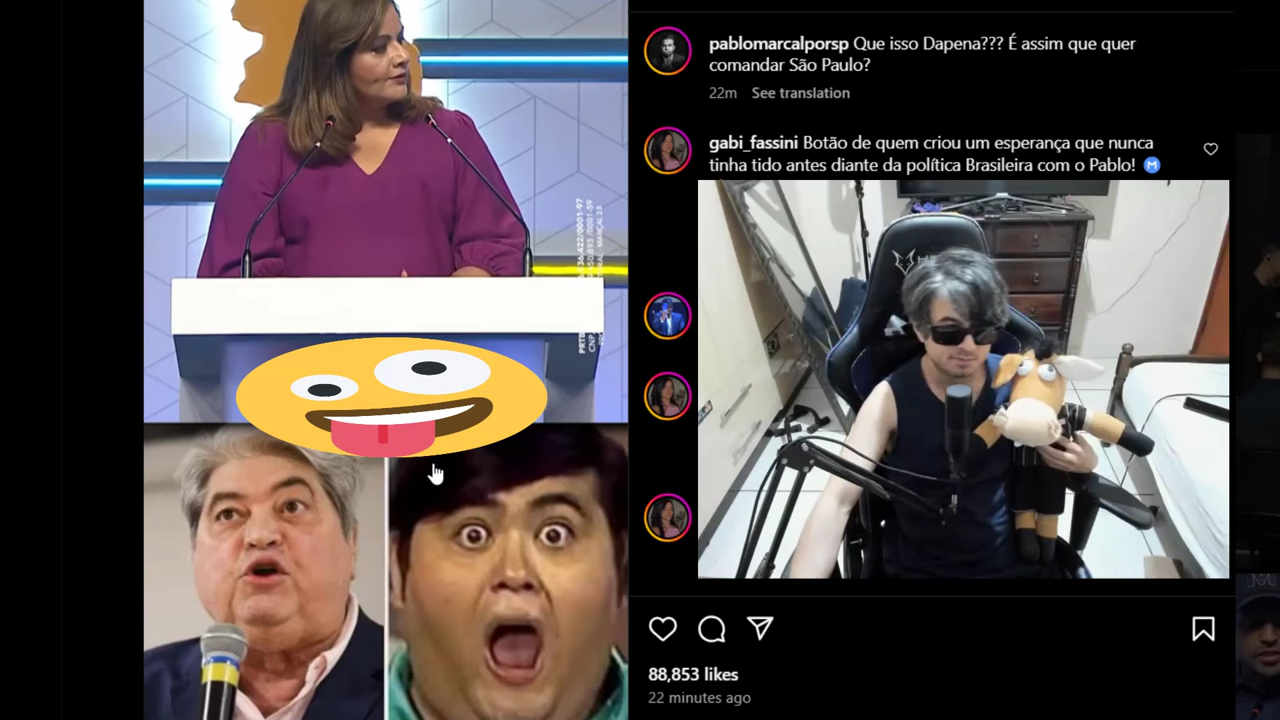 pablomarcalporsp Que isso Dapena??? É assim que quer
comandar São Paulo?
22m See translation
gabi_fassini Botão de quem criou um esperança que nunca
tinha tido antes diante da política Brasileira com o Pablo! M
88,853 likes
22 minutes ago